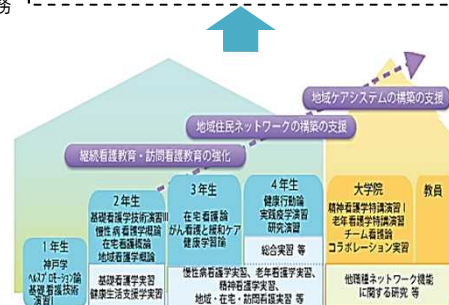 務
地域ケアシステムの構築の支援
地域住民ネットワークの構築の支援
継続看護教育・訪問看護教育の強化
1年生
神戸学
ヘルスプロモーション論
基礎看護技術
演習Ⅰ
2年生
基礎看護学技術演習Ⅲ
慢性病看護学概論
在宅看護概論
地域看護学概論
基礎看護学実習
健康生活支援学実習
3年生
在宅看護論
がん看護と緩和ケア
健康学習論
4年生
健康行動論
実践疫学演習
研究演習
総合実習 等
慢性病看護学実習、老年看護学実習、
精神看護学実習、
地域・在宅・訪問看護実習 等
大学院
精神看護学特講演習Ⅰ
老年看護学特講演習
チーム看護論
コラボレーション実習
教員
他職種ネットワーク機能
に関する研究 等